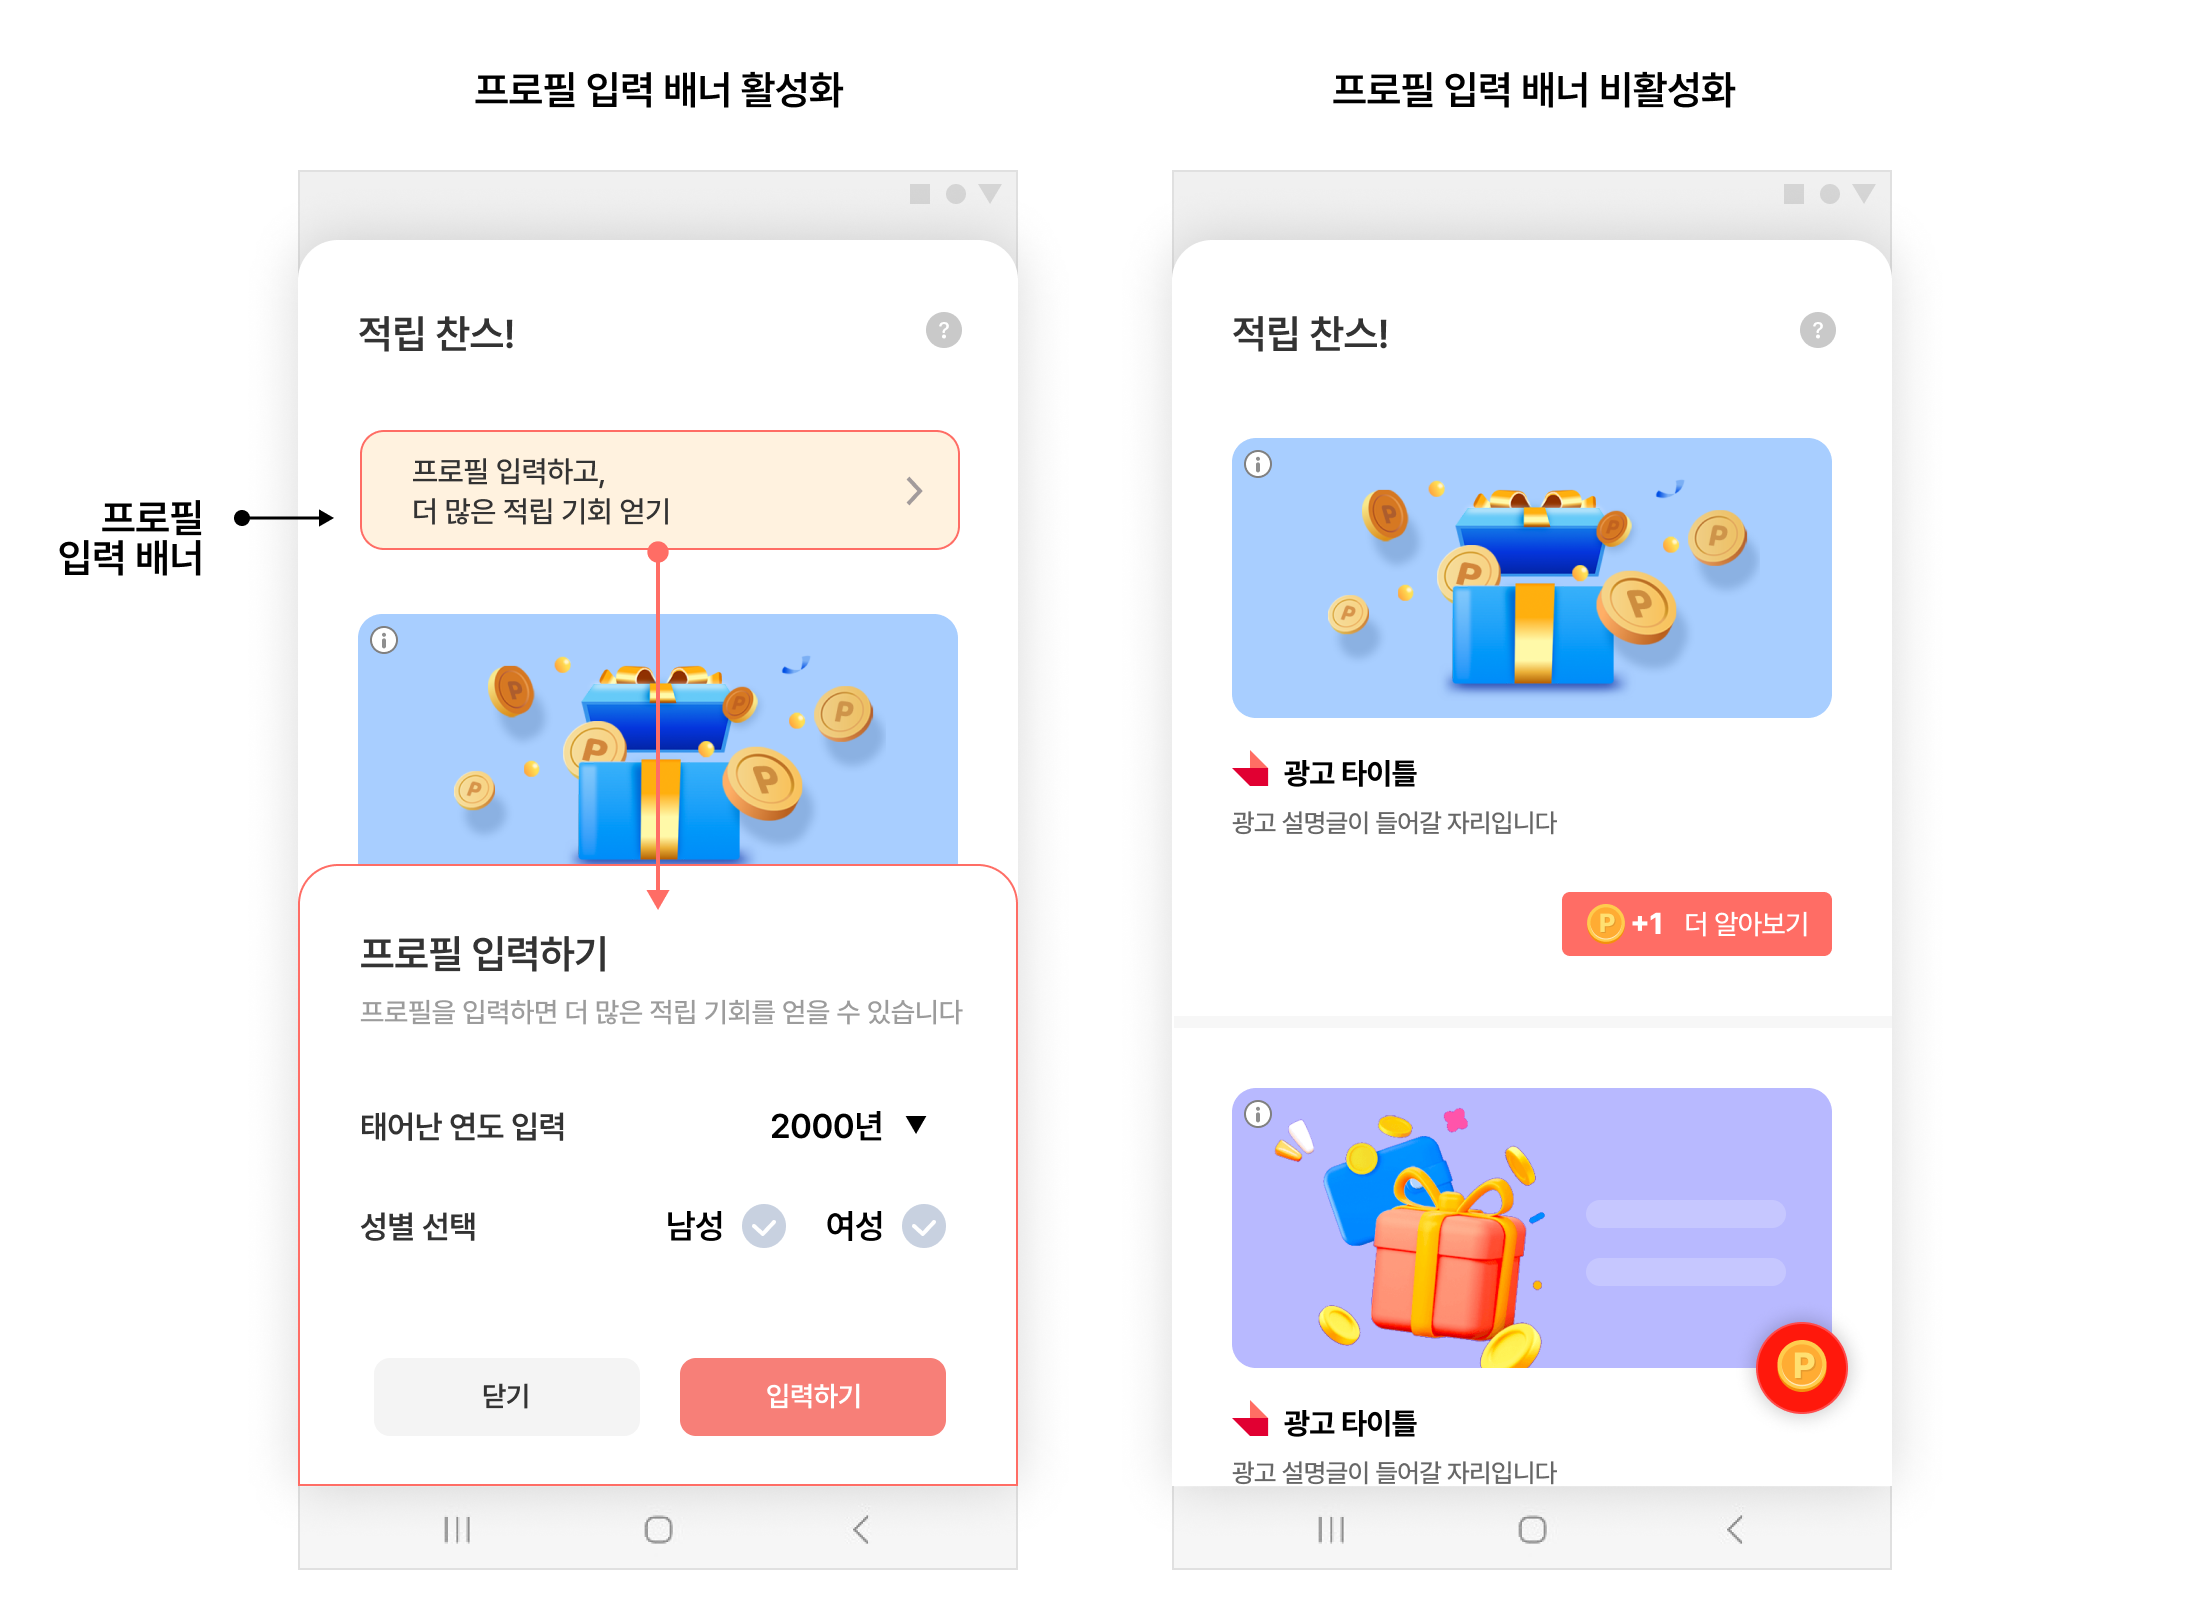 프로필 입력 배너 활성화
적립 찬스!
?
프로필
입력 배너
프로필 입력하고,
더 많은 적립 기회 얻기
P
P
P
P
P
P
프로필 입력하기
프로필을 입력하면 더 많은 적립 기회를 얻을 수 있습니다
태어난 연도 입력
2000년
성별 선택
남성
여성
닫기
입력하기
프로필 입력 배너 비활성화
적립 찬스!
?
P
P
P
P
P
P
광고 타이틀
광고 설명글이 들어갈 자리입니다
P +1 더 알아보기
P
광고 타이틀
광고 설명글이 들어갈 자리입니다